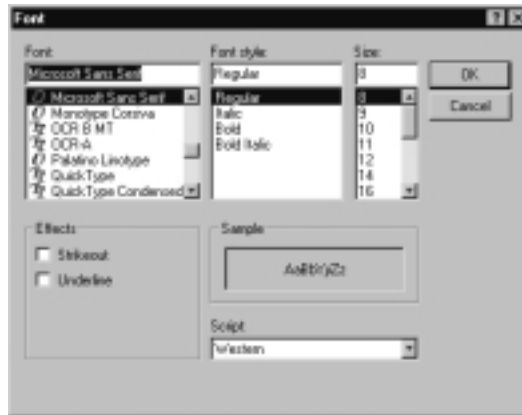 Font
Font:
Font style:
Size:
Microsoft Sans Serif
Regular
8
OK
Microsoft Sans Serif
Monotype Corsiva
OCR B MT
OCR-A
Palatino Linotype
QuickType
QuickType Condensed
Regular
Italic
Bold
Bold Italic
8
9
10
11
12
14
16
Cancel
Effects
Strikeout
Underline
Sample
AaBbYyZz
Script:
Western